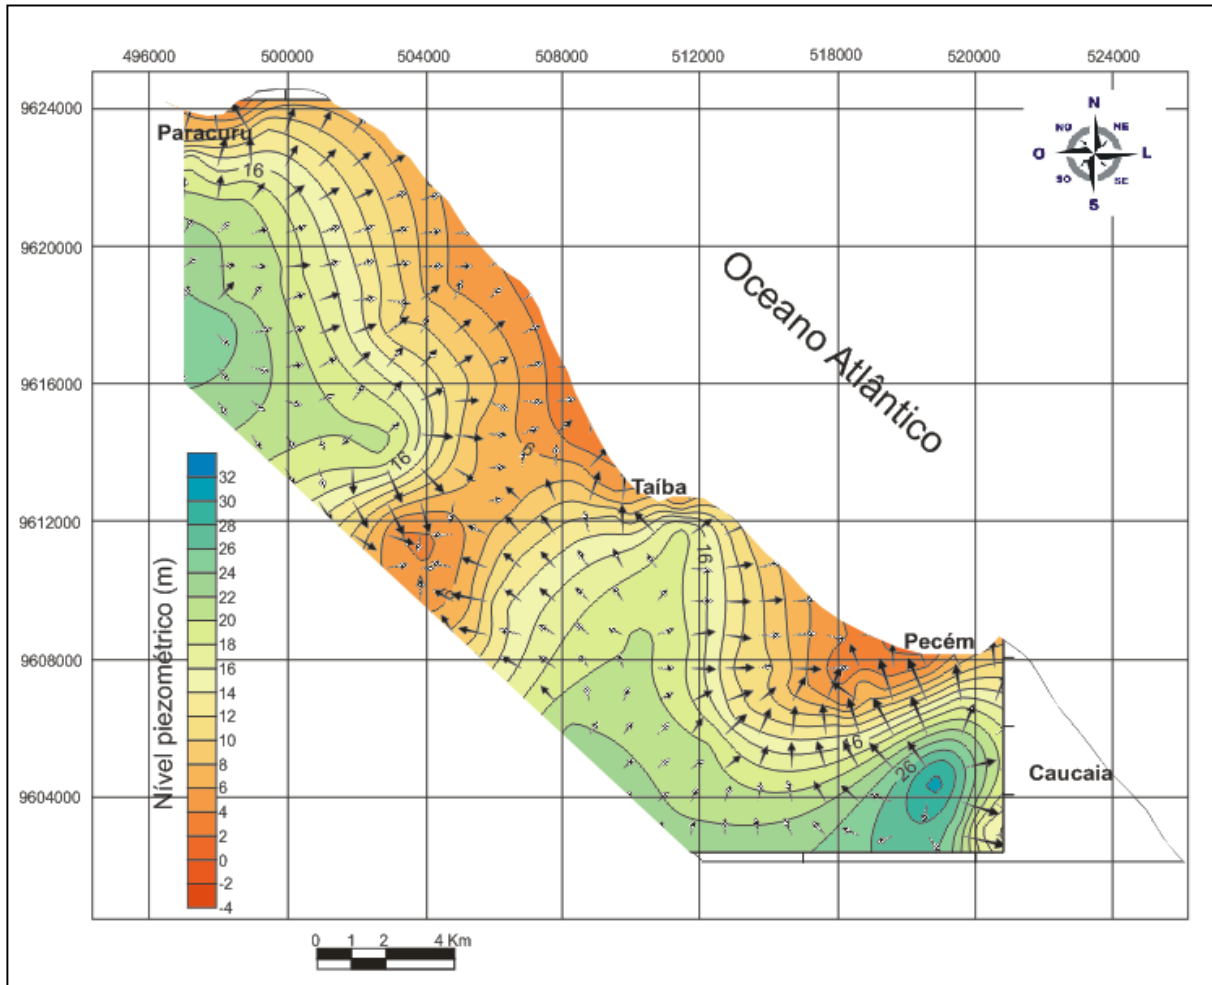 496000 500000 504000 508000 512000 518000 520000 524000
9624000
9620000
9616000
9612000
9608000
9604000
N
NO NE
O L
SO SE
S
Paracuru
16
Oceano Atlântico
16
6
Taíba
16
6
Pecém
16
26
Caucaia
Nível piezométrico (m)
32
30
28
26
24
22
20
18
16
14
12
10
8
6
4
2
0
-2
-4
0 1 2 4 Km